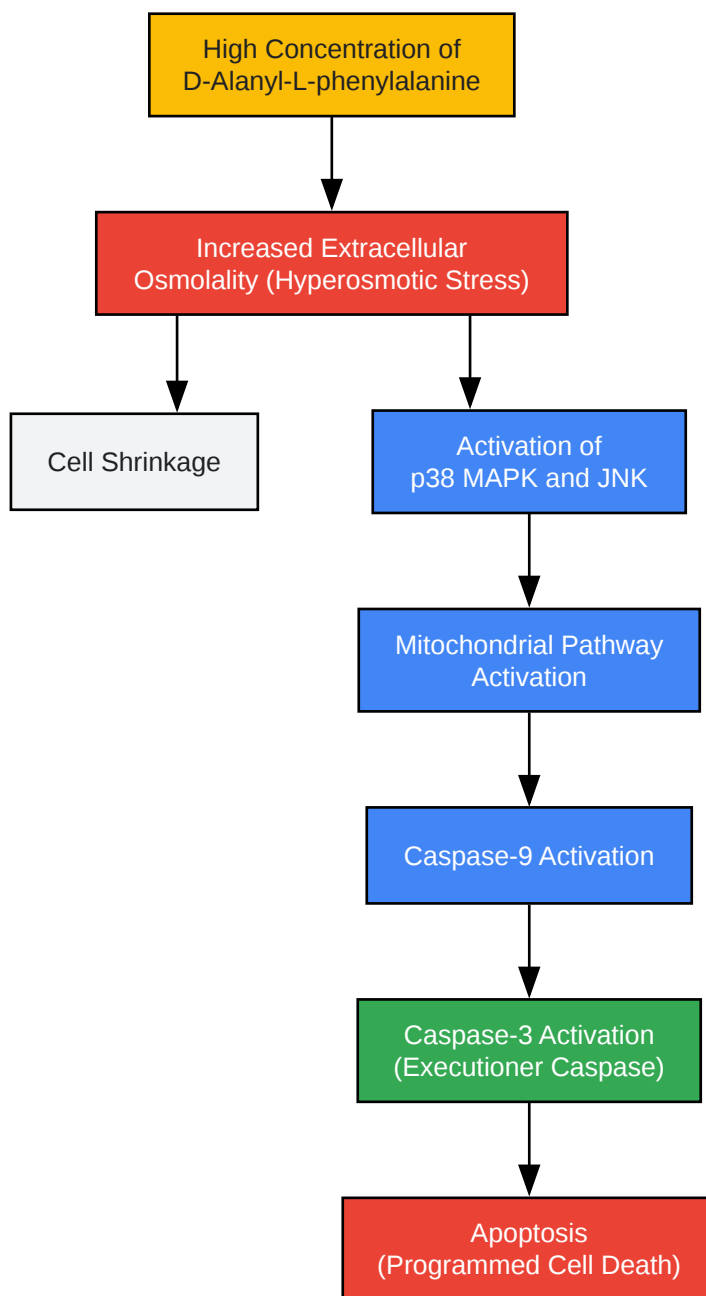 High Concentration of
D-Alanyl-L-phenylalanine
Increased Extracellular
Osmolality (Hyperosmotic Stress)
Cell Shrinkage
Activation of
p38 MAPK and JNK
Mitochondrial Pathway
Activation
Caspase-9 Activation
Caspase-3 Activation
(Executioner Caspase)
Apoptosis
(Programmed Cell Death)